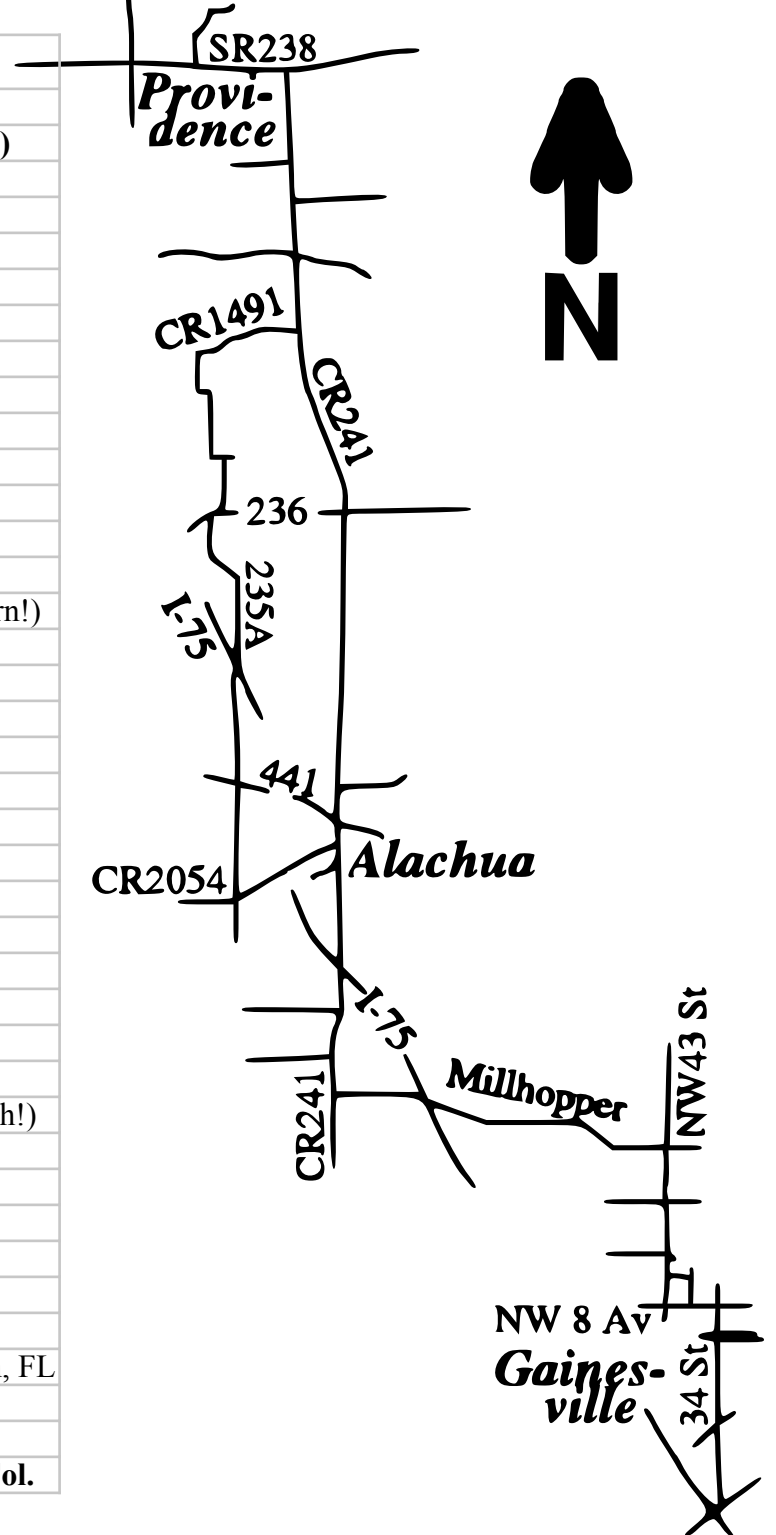 SR238
Provi-
dence
)
N
CR1491
CR241
236
235A
I-75
rn!)
441
Alachua
CR2054
I-75
NW43 St
Millhopper
CR241
h!)
NW 8 Av
Gaines-
ville
34 St
, FL
ol.